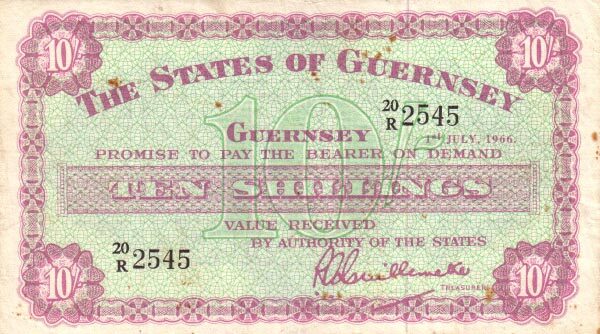 10/- 10/-
THE STATES OF GUERNSEY
20/R 2545
GUERNSEY 1ST JULY, 1966.
PROMISE TO PAY THE BEARER ON DEMAND
TEN SHILLINGS
10/-
VALUE RECEIVED
BY AUTHORITY OF THE STATES
20/R 2545
TREASURER
10/- 10/-